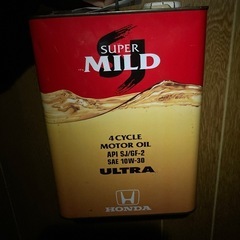 SUPER
MILD
SJ
4 CYCLE
MOTOR OIL
API SJ/GF-2
SAE 10W-30
ULTRA
HONDA